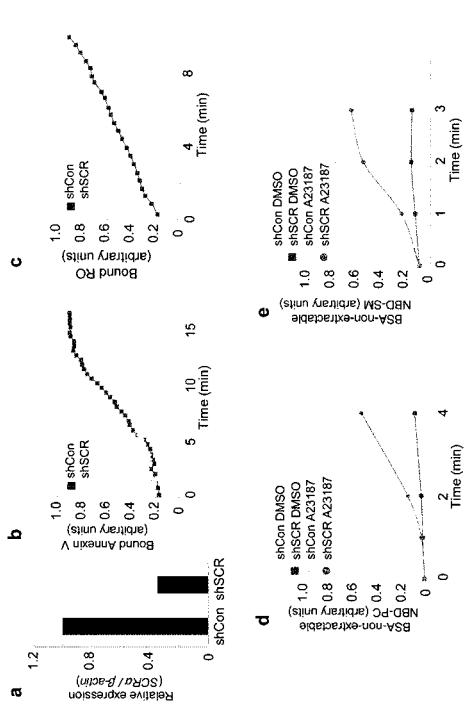 a
Relative expression
(SCRα / β-actin)
1.2
0.8
0.4
0
shCon
shSCR
b
Bound Annexin V
(arbitrary units)
1.0
0.8
0.6
0.4
0.2
0
shCon
shSCR
0
5
10
15
Time (min)
c
Bound RO
(arbitrary units)
1.0
0.8
0.6
0.4
0.2
0
shCon
shSCR
0
4
8
Time (min)
d
BSA-non-extractable
NBD-PC (arbitrary units)
1.0
0.8
0.6
0.4
0.2
0
shCon DMSO
shSCR DMSO
shCon A23187
shSCR A23187
0
2
4
Time (min)
e
BSA-non-extractable
NBD-SM (arbitrary units)
1.0
0.8
0.6
0.4
0.2
0
shCon DMSO
shSCR DMSO
shCon A23187
shSCR A23187
0
1
2
3
Time (min)